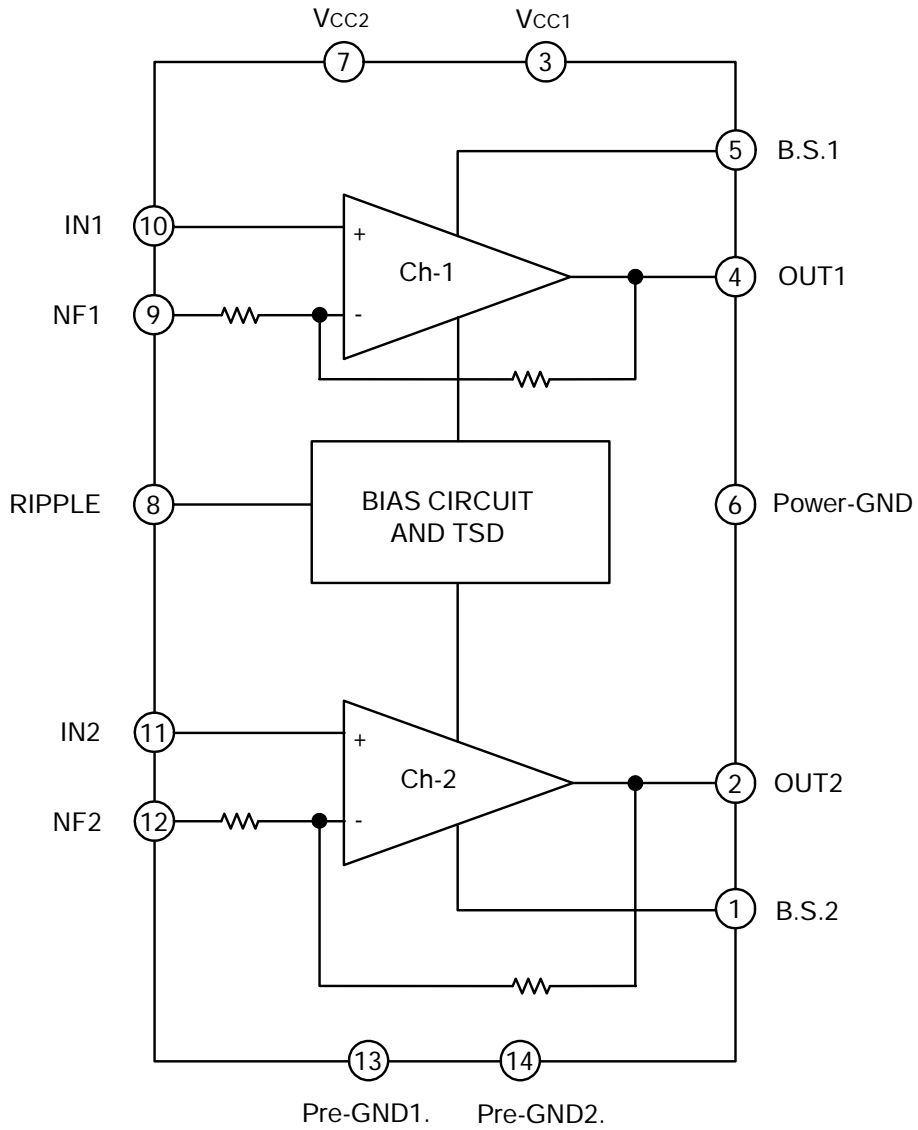 VCC2 VCC1
7 3
5 B.S.1
IN1 10
+
Ch-1
4 OUT1
NF1 9
-
RIPPLE 8
BIAS CIRCUIT
AND TSD
6 Power-GND
IN2 11
+
Ch-2
2 OUT2
NF2 12
-
1 B.S.2
13 14
Pre-GND1. Pre-GND2.